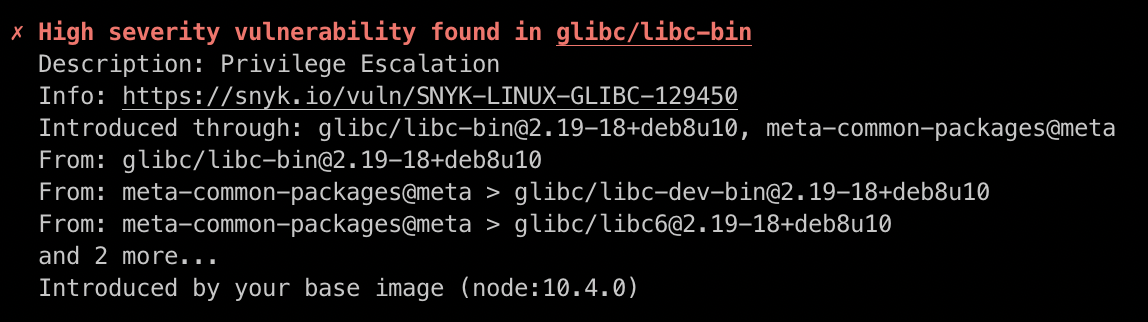 ✗ High severity vulnerability found in glibc/libc-bin
Description: Privilege Escalation
Info: https://snyk.io/vuln/SNYK-LINUX-GLIBC-129450
Introduced through: glibc/libc-bin@2.19-18+deb8u10, meta-common-packages@meta
From: glibc/libc-bin@2.19-18+deb8u10
From: meta-common-packages@meta > glibc/libc-dev-bin@2.19-18+deb8u10
From: meta-common-packages@meta > glibc/libc6@2.19-18+deb8u10
and 2 more...
Introduced by your base image (node:10.4.0)